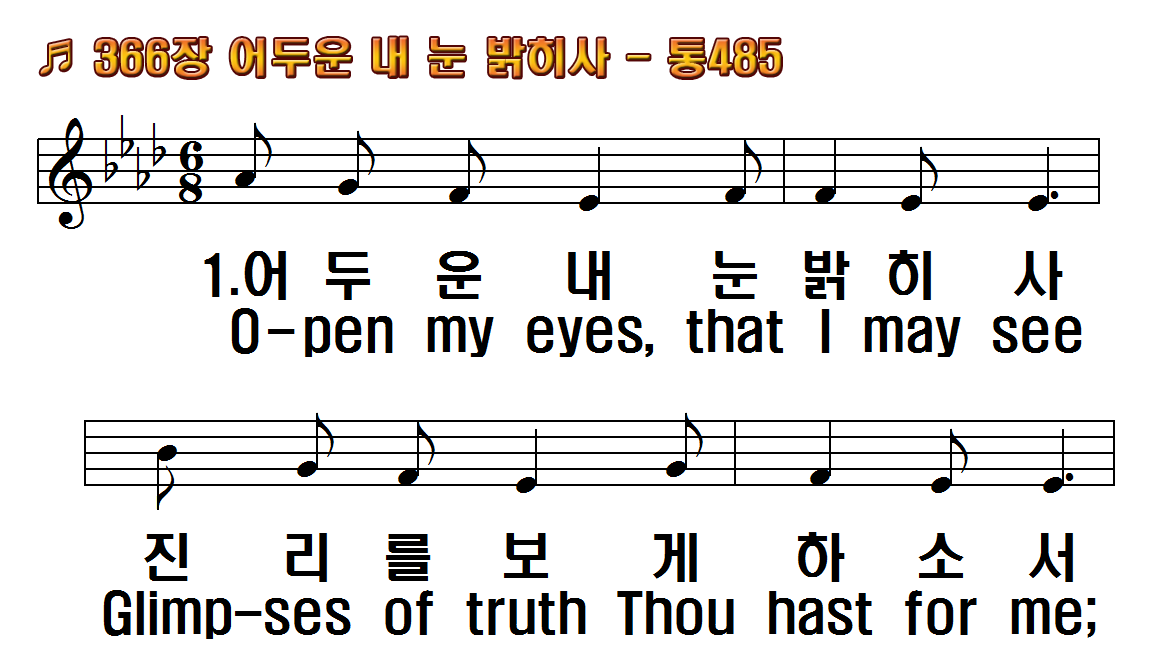 ♬ 366장 어두운 내 눈 밝히사 - 통485
6
8
1.어 두 운 내 눈 밝 히 사
O-pen my eyes, that I may see
진 리 를 보 게 하 소 서
Glimp-ses of truth Thou hast for me;